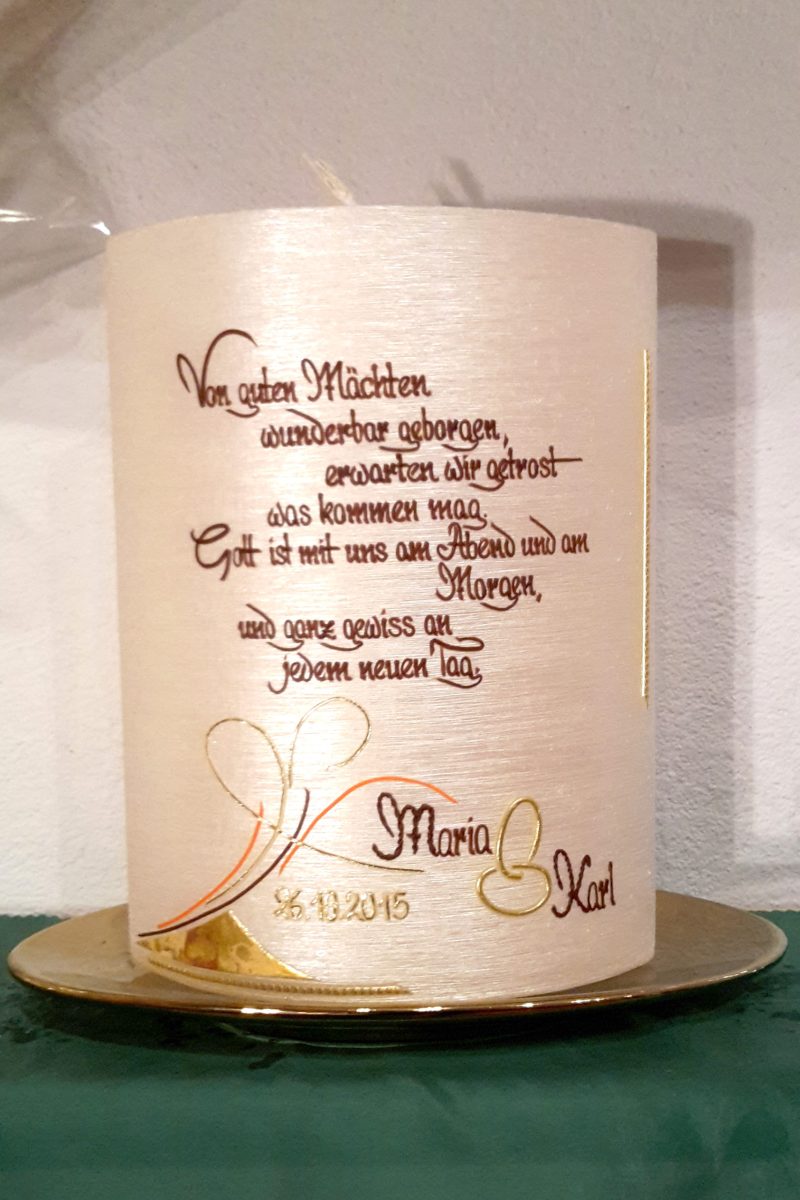 Von guten Mächten
wunderbar geborgen,
erwarten wir getrost
was kommen mag.
Gott ist mit uns am Abend und am
Morgen,
und ganz gewiss an
jedem neuen Tag.
Maria
Karl
26.10.2015